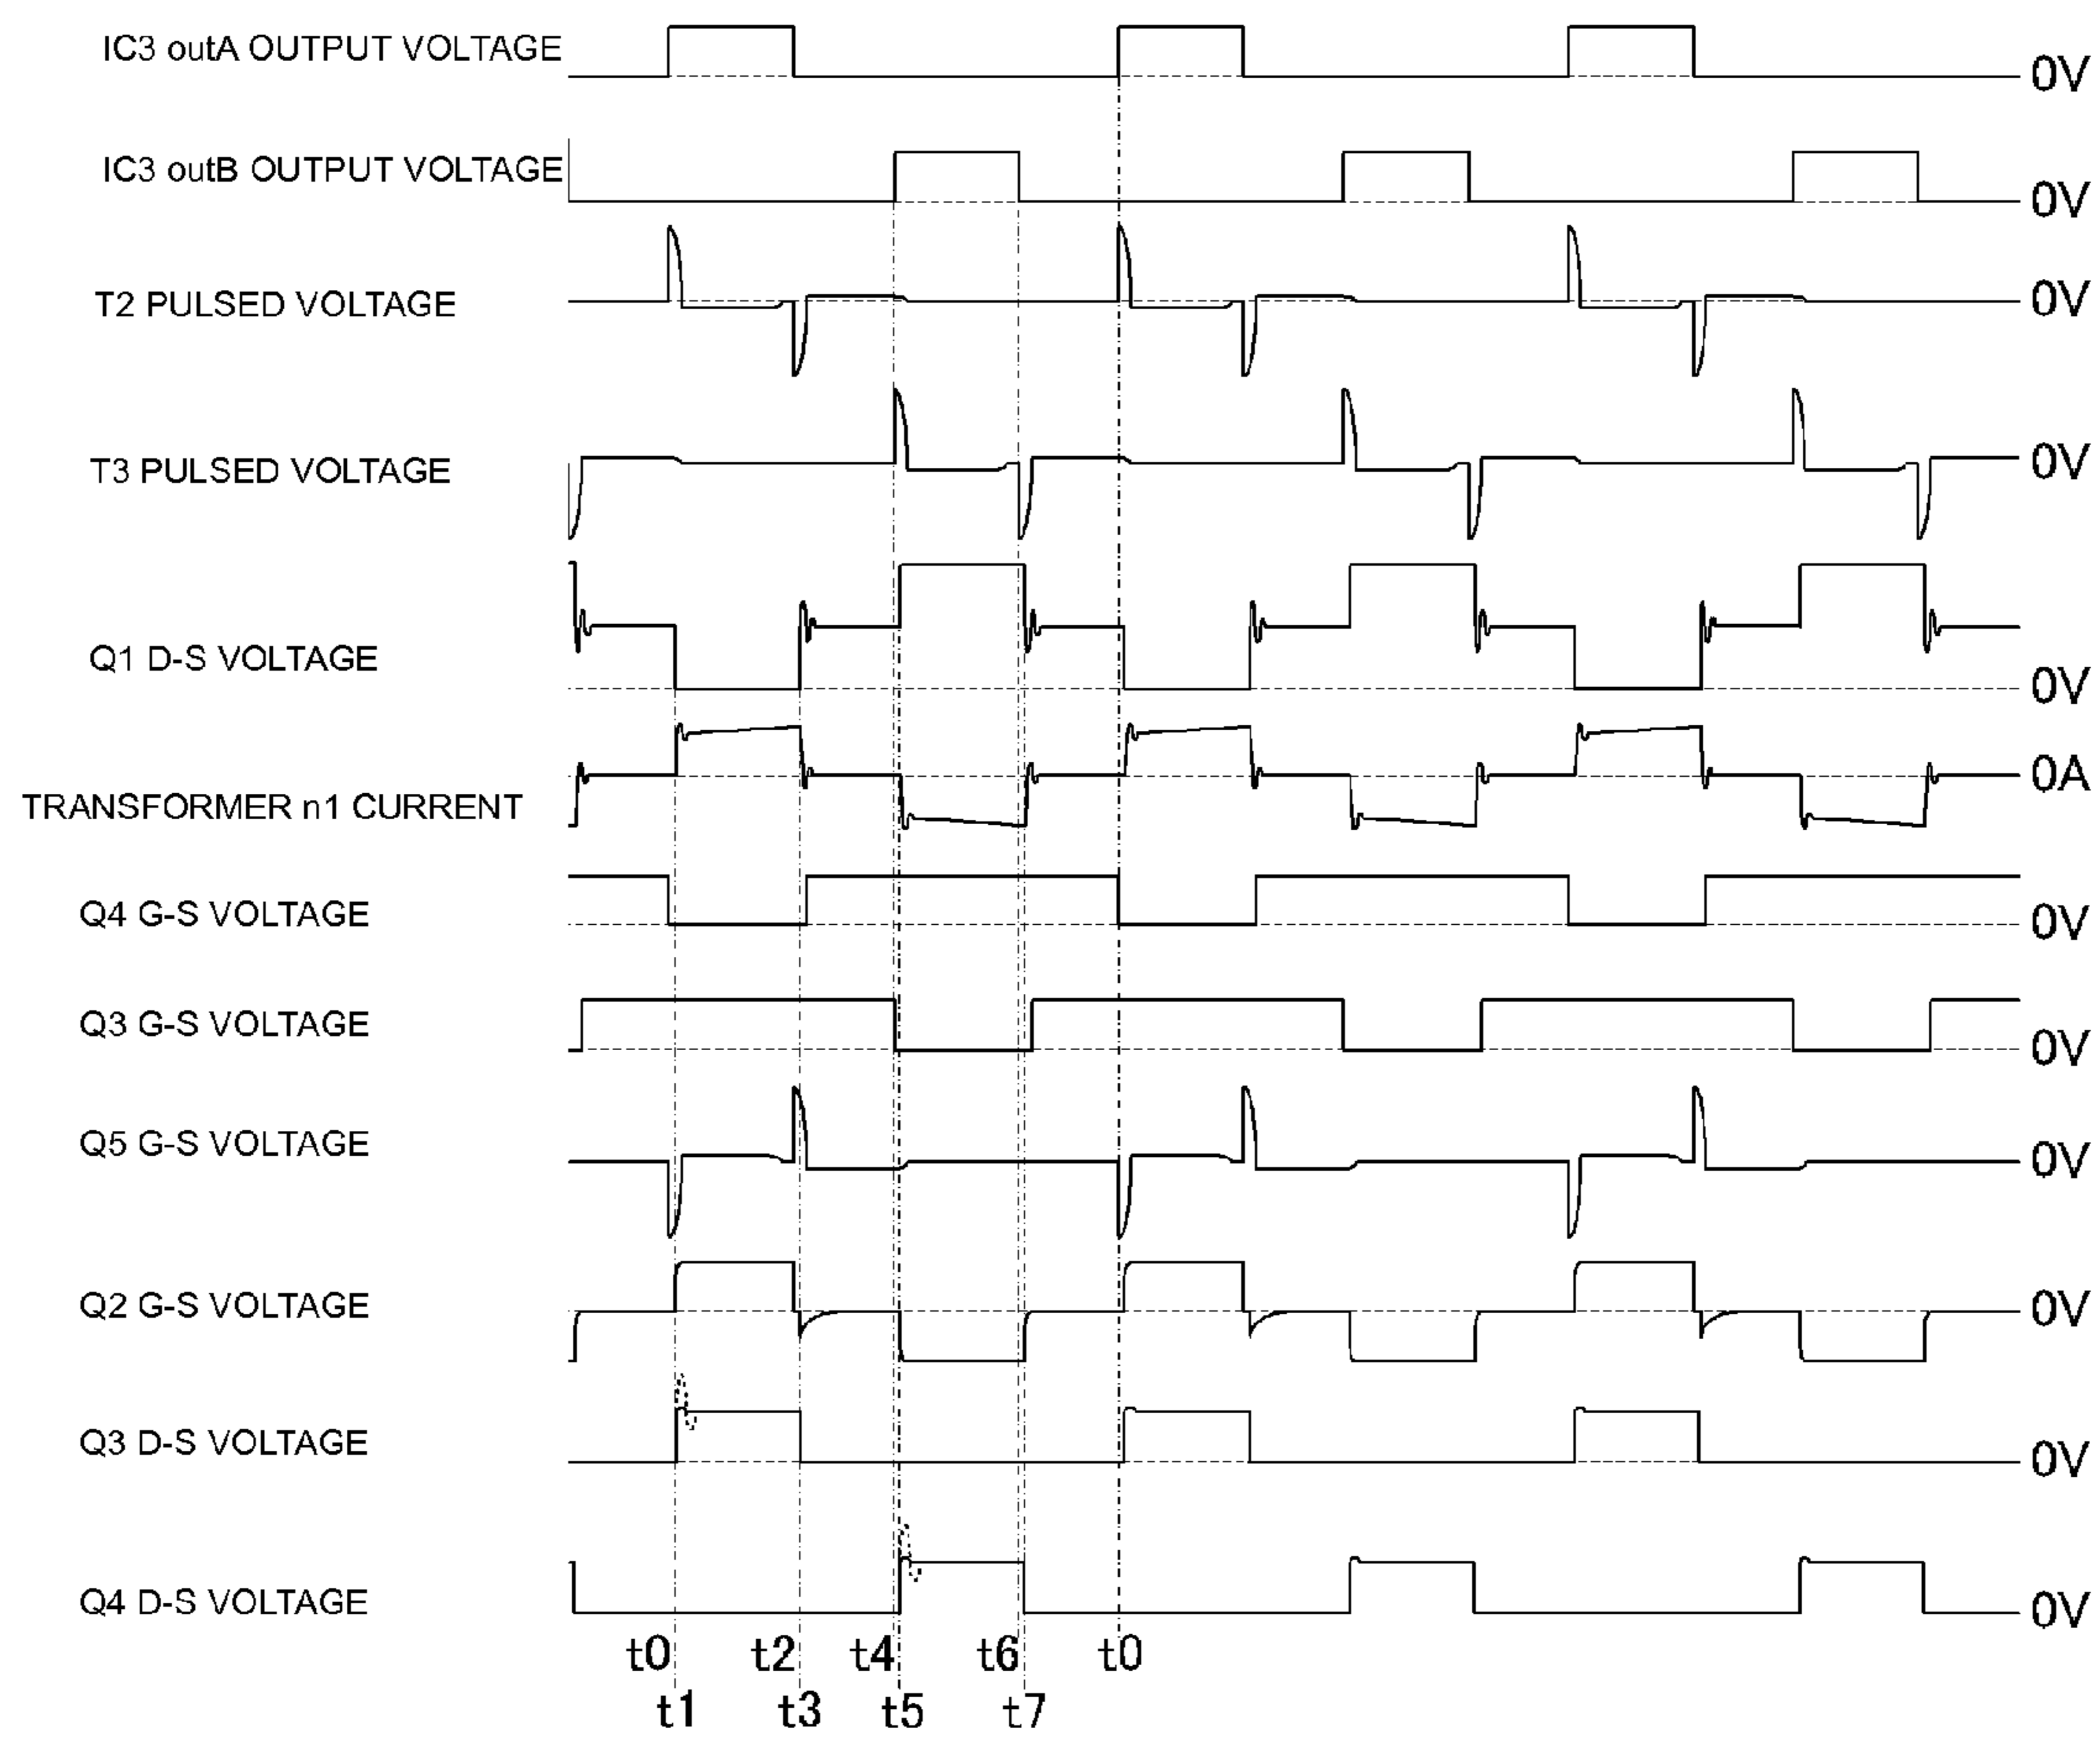 IC3 outA OUTPUT VOLTAGE 0V
IC3 outB OUTPUT VOLTAGE 0V
T2 PULSED VOLTAGE 0V
T3 PULSED VOLTAGE 0V
Q1 D-S VOLTAGE 0V
TRANSFORMER n1 CURRENT 0A
Q4 G-S VOLTAGE 0V
Q3 G-S VOLTAGE 0V
Q5 G-S VOLTAGE 0V
Q2 G-S VOLTAGE 0V
Q3 D-S VOLTAGE 0V
Q4 D-S VOLTAGE 0V
t0 t2 t4 t6 t0
t1 t3 t5 t7